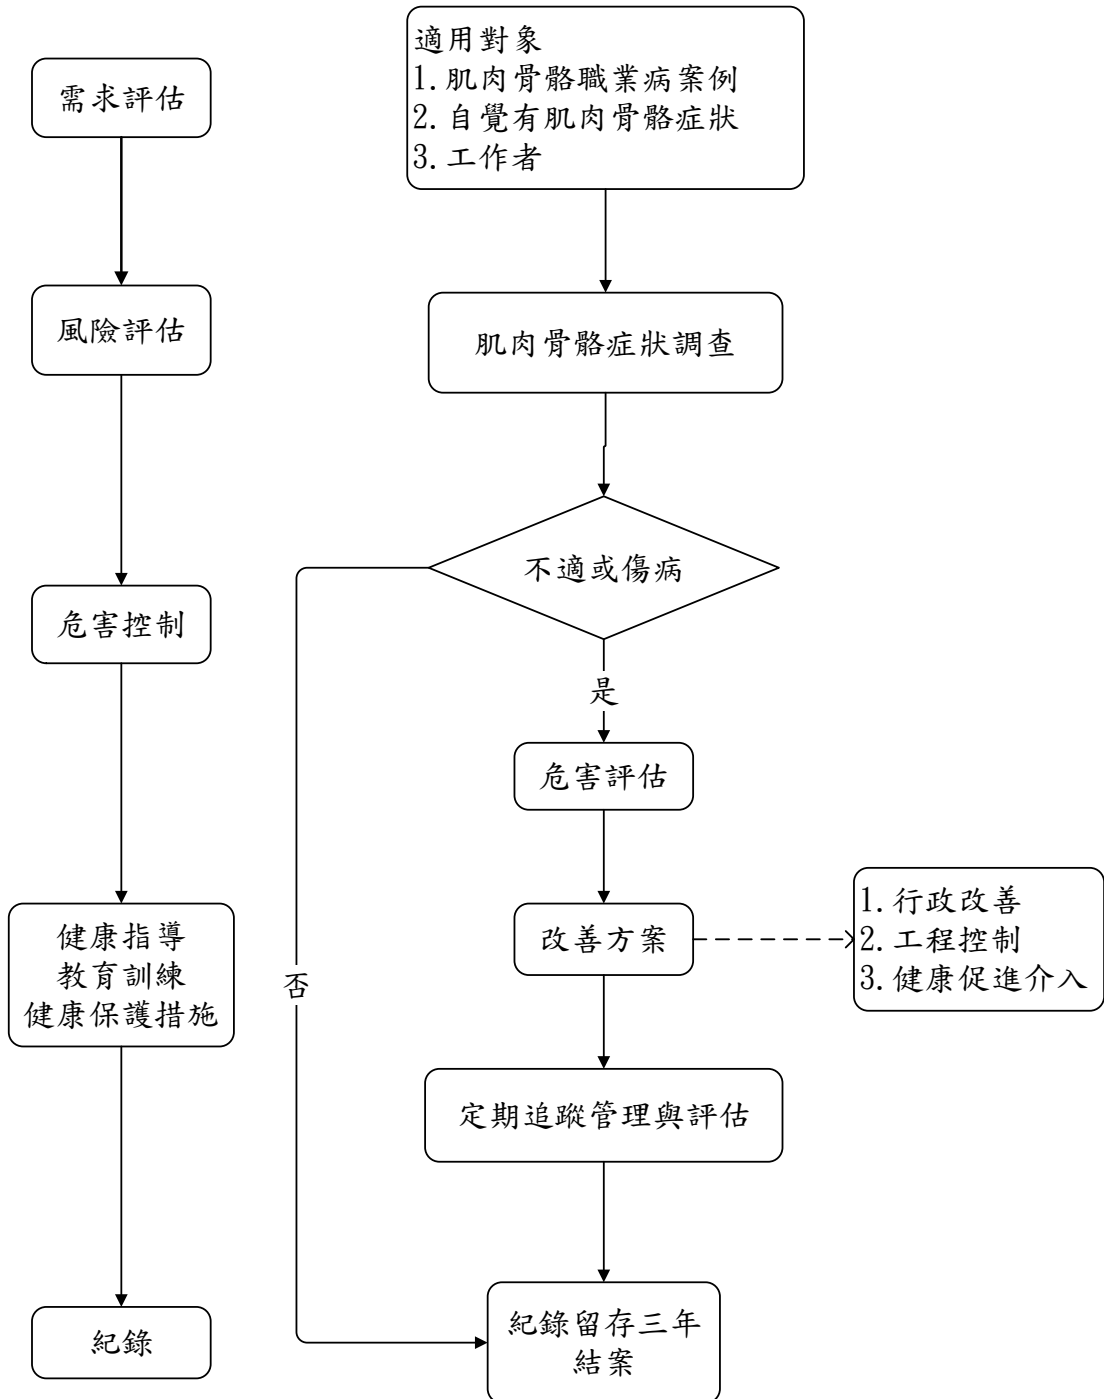 需求評估
風險評估
危害控制
健康指導
教育訓練
健康保護措施
紀錄
適用對象
1. 肌肉骨骼職業病案例
2. 自覺有肌肉骨骼症狀
3. 工作者
肌肉骨骼症狀調查
不適或傷病
是
否
危害評估
改善方案
1. 行政改善
2. 工程控制
3. 健康促進介入
定期追蹤管理與評估
紀錄留存三年
結案